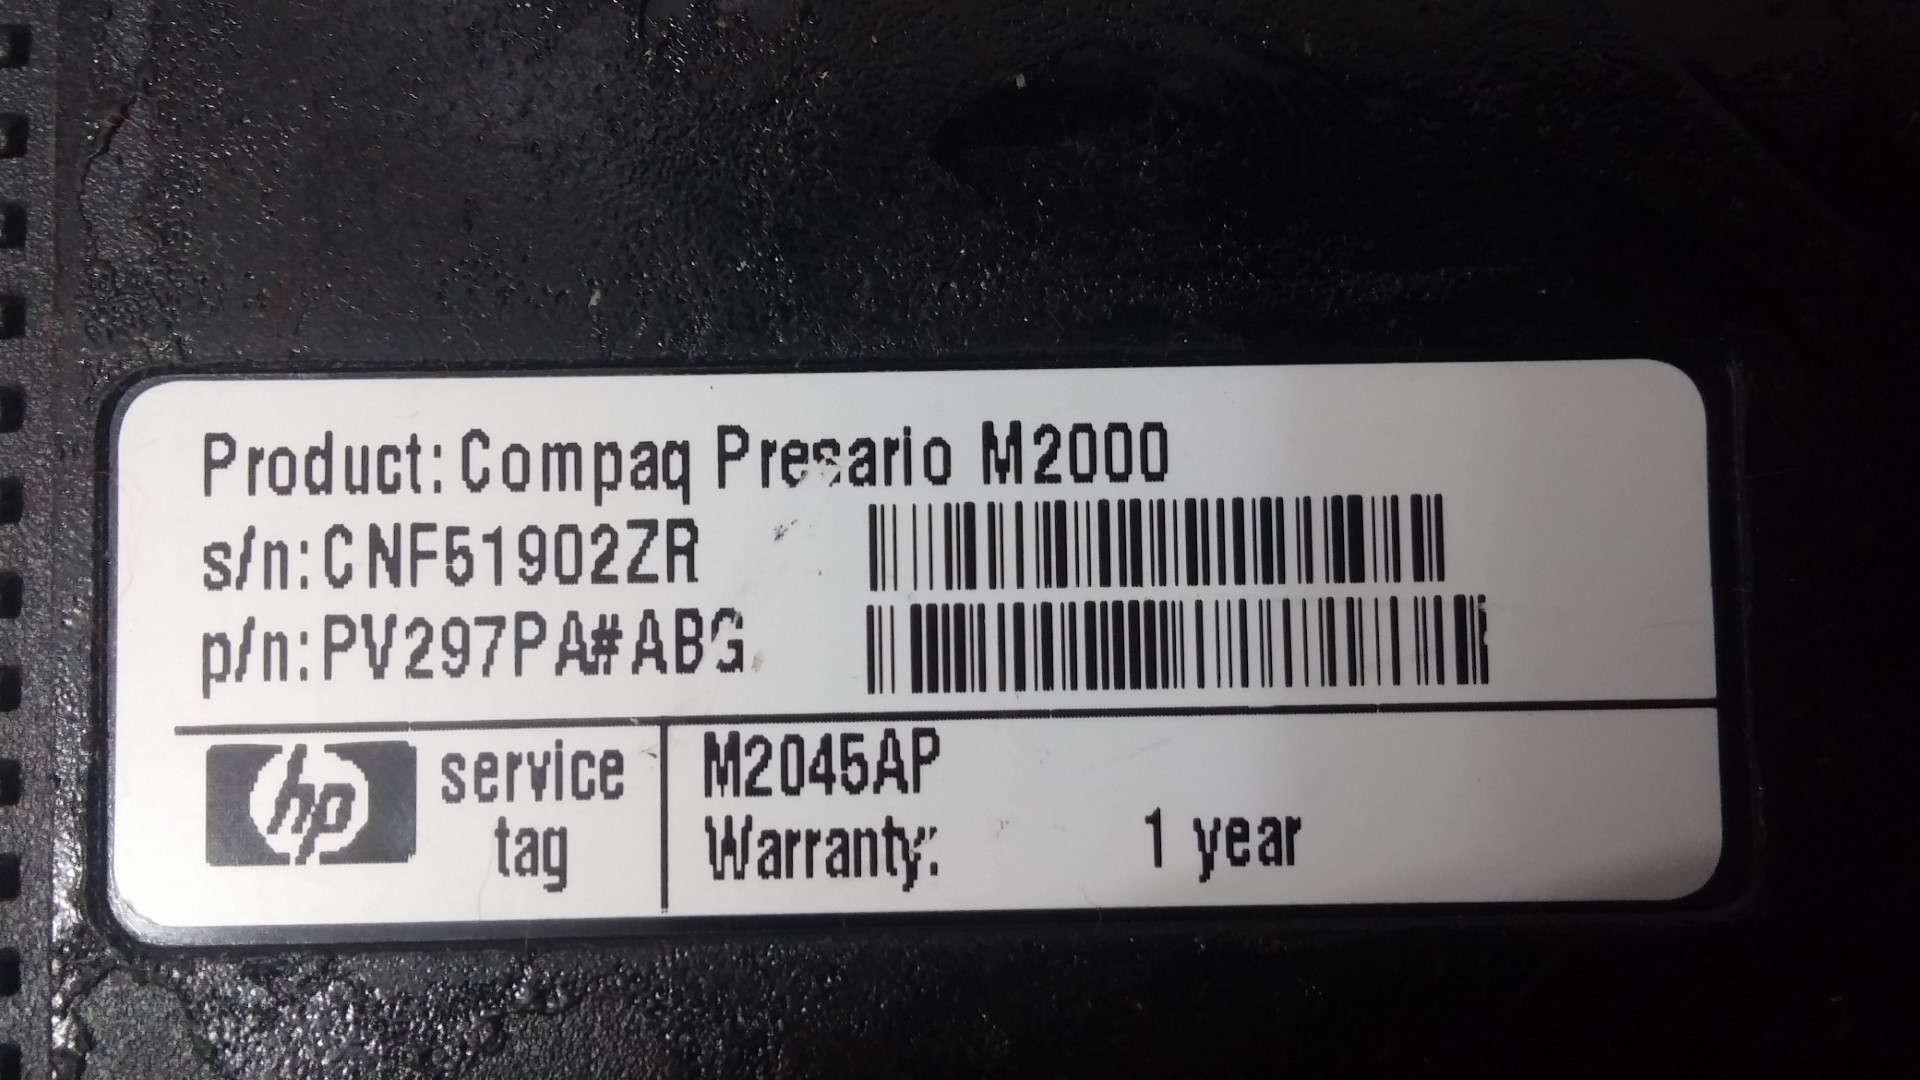 Product: Compaq Presario M2000
s/n: CNF51902ZR
p/n: PV297PA#ABG
hp service tag
M2045AP
Warranty: 1 year